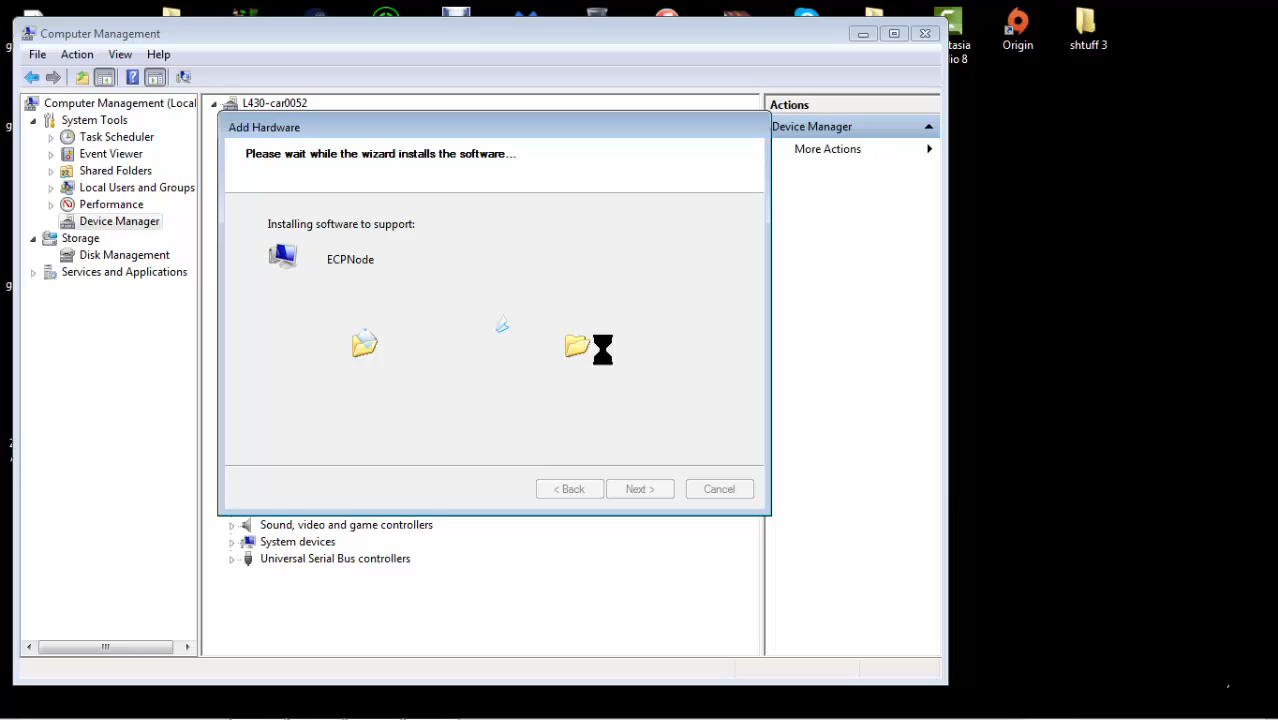 Computer Management
File Action View Help
tasia
io 8
Origin
shtuff 3
Computer Management (Local
System Tools
Task Scheduler
Event Viewer
Shared Folders
Local Users and Groups
Performance
Device Manager
Storage
Disk Management
Services and Applications
L430-car0052
Add Hardware
Please wait while the wizard installs the software...
Installing software to support:
ECPNode
< Back Next > Cancel
Sound, video and game controllers
System devices
Universal Serial Bus controllers
Actions
Device Manager
More Actions